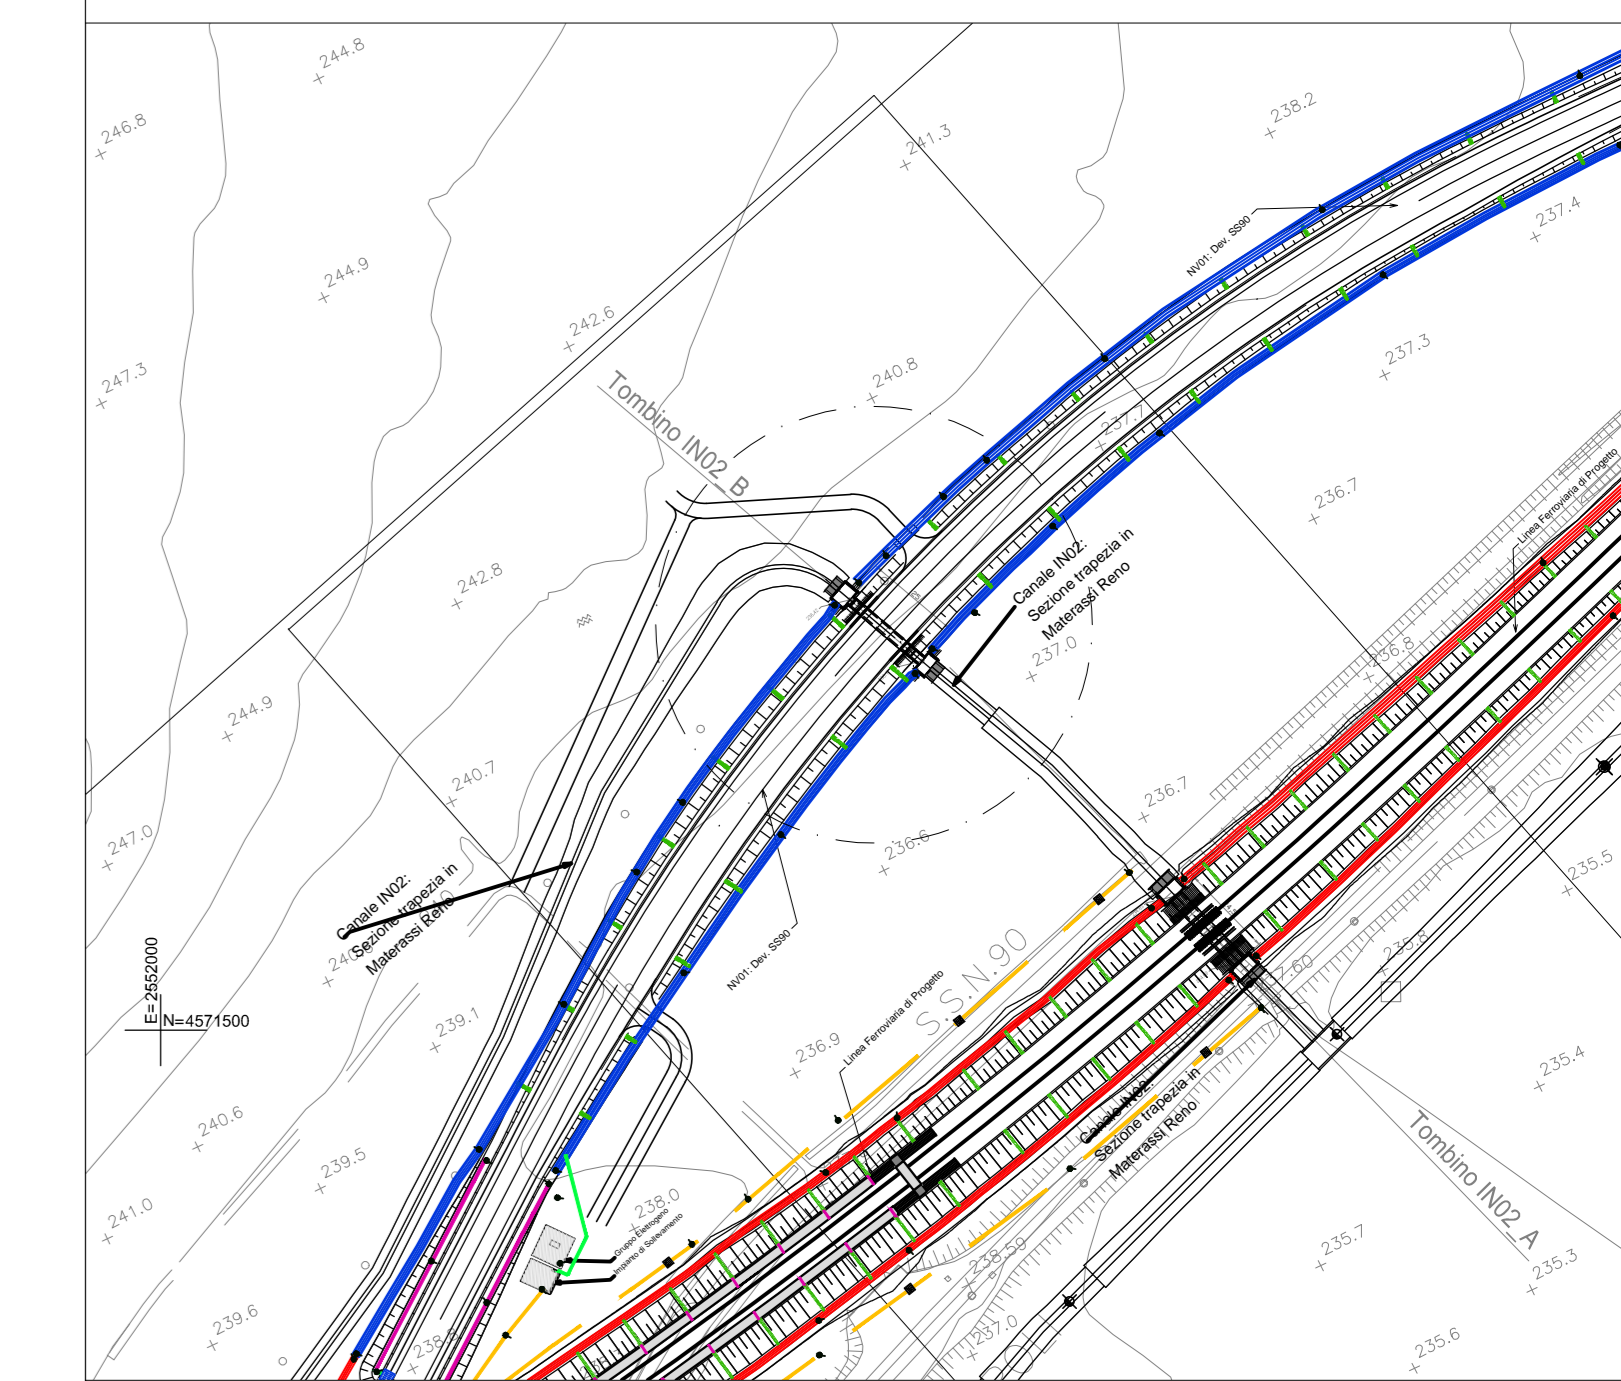 244.8
246.8
238.2
241.3
237.4
NV01: Dev. SS90
244.9
242.6
237.3
247.3
240.8
Tombino IN02_B
237.7
236.7
Linea Ferroviaria di Progetto
242.8
Canale IN02:
Sezione trapezia in
Materassi Reno
237.0
236.8
244.9
240.7
236.7
247.0
236.6
235.5
Canale IN02:
Sezione trapezia in
Materassi Reno
NV01: Dev. SS90
S.S.N.90
235.8
E=2552000
N=4571500
239.1
236.9
Linea Ferroviaria di Progetto
235.4
240.6
Canale IN02:
Sezione trapezia in
Materassi Reno
239.5
241.0
238.0
Gruppo Elettrogeno
Impianto di Sollevamento
Tombino IN02_A
235.7
238.59
235.3
239.6
237.0
235.6